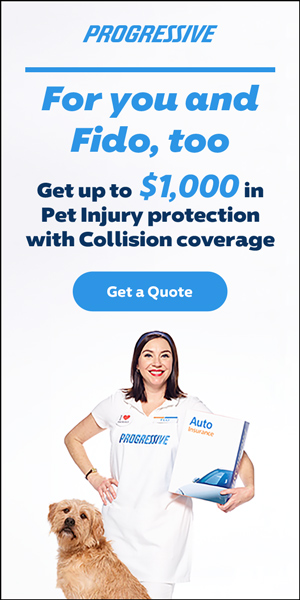 PROGRESSIVE
For you and
Fido, too
Get up to $1,000 in
Pet Injury protection
with Collision coverage
Get a Quote
PROGRESSIVE
Auto
Insurance